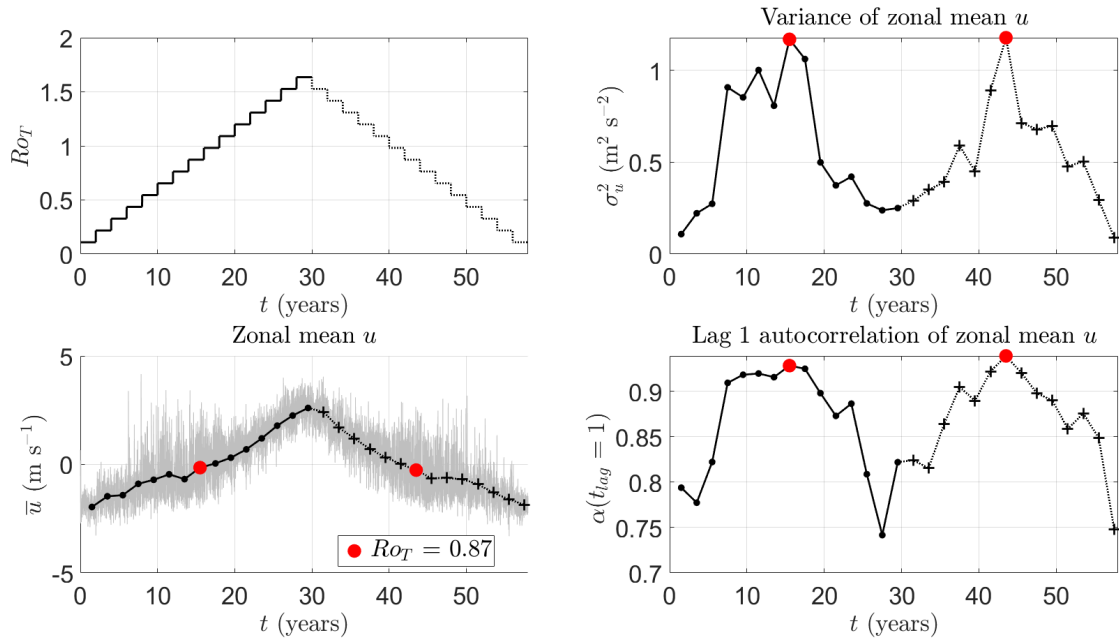 2
1.5
1
0.5
0
Ro_T
0 10 20 30 40 50
t (years)
Variance of zonal mean u
1
0.5
0
σ_u^2 (m^2 s^{-2})
0 10 20 30 40 50
t (years)
Zonal mean u
5
0
-5
u̅ (m s^{-1})
Ro_T = 0.87
0 10 20 30 40 50
t (years)
Lag 1 autocorrelation of zonal mean u
0.9
0.85
0.8
0.75
0.7
α(t_{lag} = 1)
0 10 20 30 40 50
t (years)